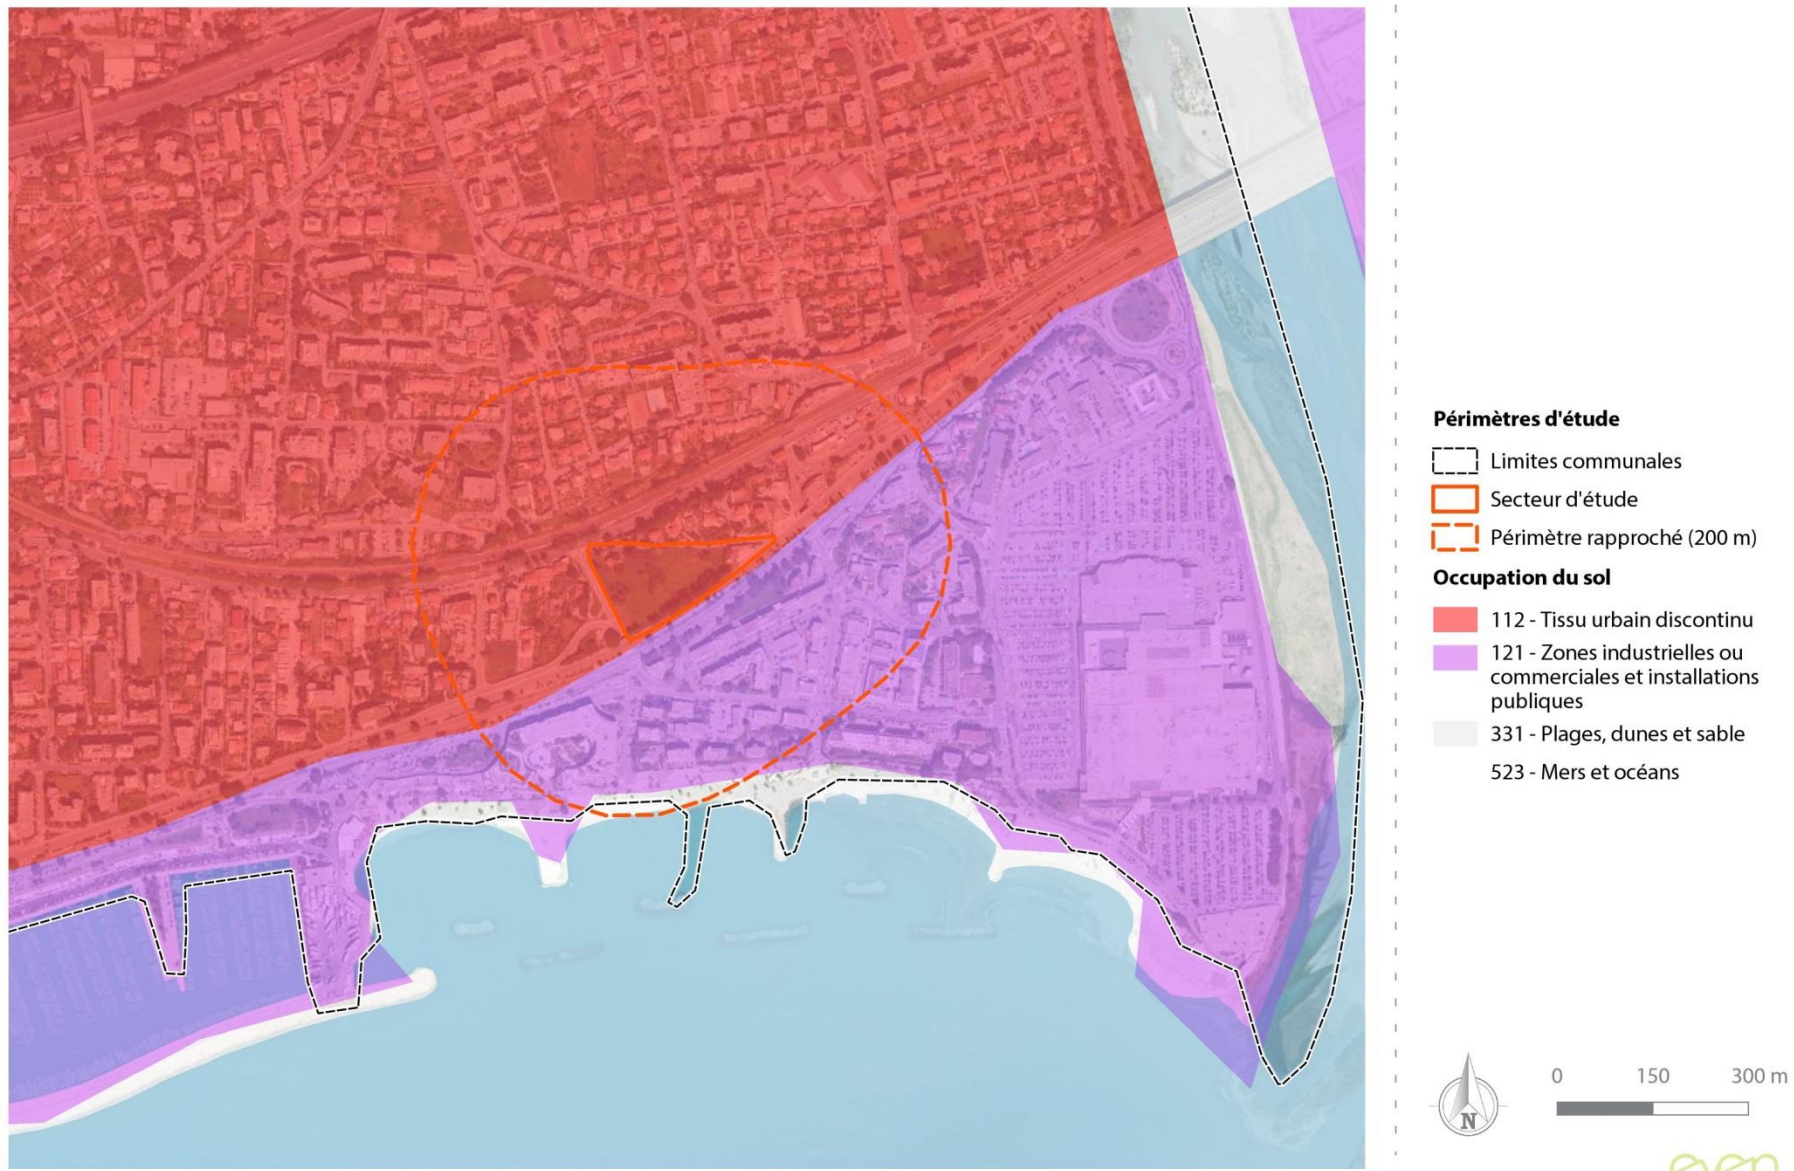 Périmètres d'étude
Limites communales
Secteur d'étude
Périmètre rapproché (200 m)
Occupation du sol
112 - Tissu urbain discontinu
121 - Zones industrielles ou
commerciales et installations
publiques
331 - Plages, dunes et sable
523 - Mers et océans
0 150 300 m
N
even